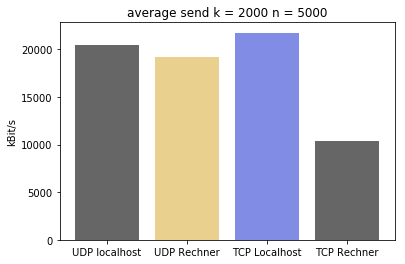 average send k = 2000 n = 5000
kBit/s
20000
15000
10000
5000
0
UDP localhost UDP Rechner TCP Localhost TCP Rechner